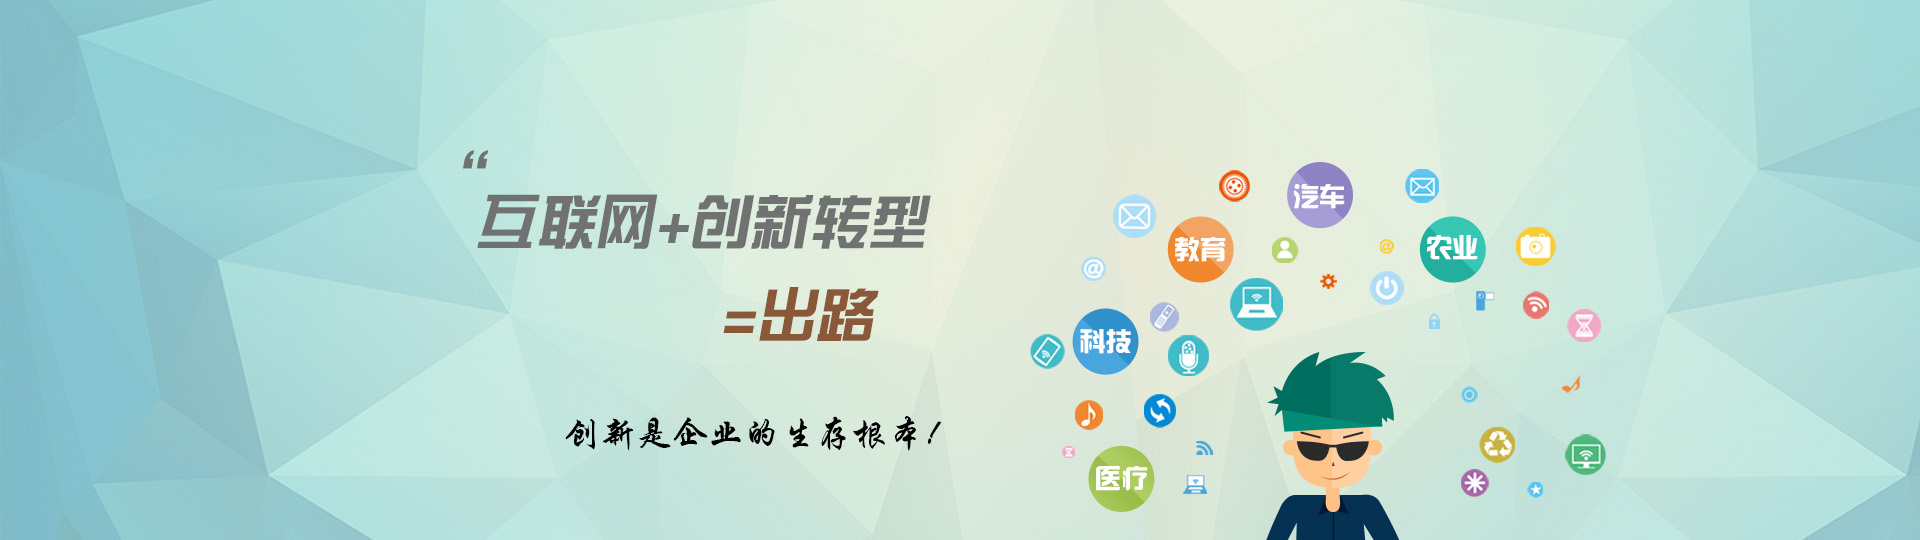 “互联网+创新转型
=出路
创新是企业的生存根本！
汽车
教育
农业
科技
医疗